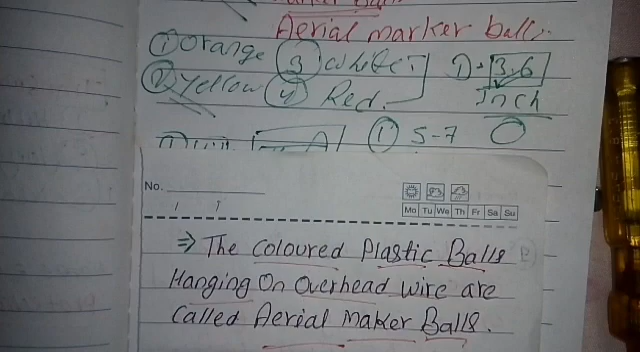 Aerial marker ball.
① Orange ③ white D. 3.6
② Yellow ④ Red. Inch
① 5-7
No.
Mo Tu We Th Fr Sa Su
⇒ The coloured Plastic Balls
Hanging On Overhead wire are
called Aerial Maker Balls.